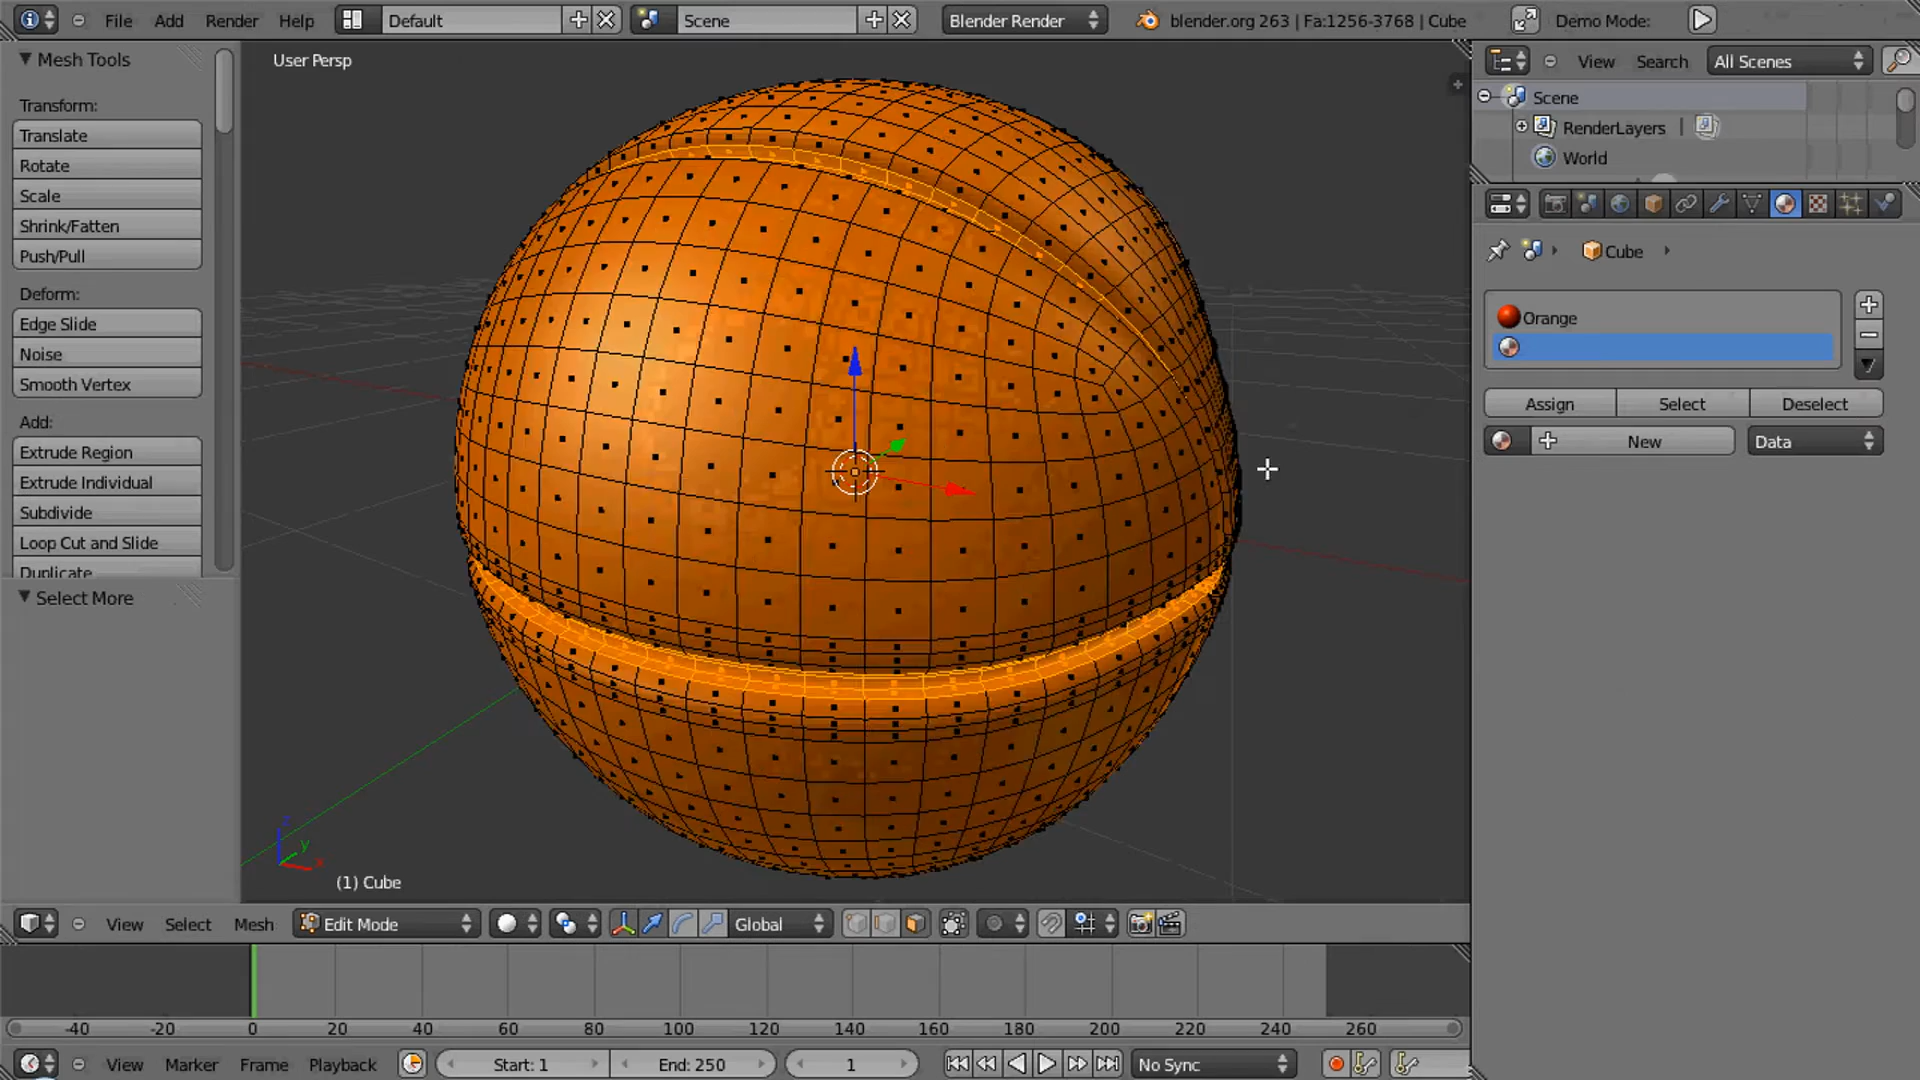 File Add Render Help Default Scene Blender Render blender.org 263 | Fa:1256-3768 | Cube Demo Mode:
Mesh Tools
Transform:
Translate
Rotate
Scale
Shrink/Fatten
Push/Pull
Deform:
Edge Slide
Noise
Smooth Vertex
Add:
Extrude Region
Extrude Individual
Subdivide
Loop Cut and Slide
Duplicate
Select More
User Persp
z
y
x
(1) Cube
View Search All Scenes
Scene
RenderLayers
World
Cube
Orange
Assign Select Deselect
New Data
View Select Mesh Edit Mode Global
-40 -20 0 20 40 60 80 100 120 140 160 180 200 220 240 260
View Marker Frame Playback Start: 1 End: 250 1 No Sync